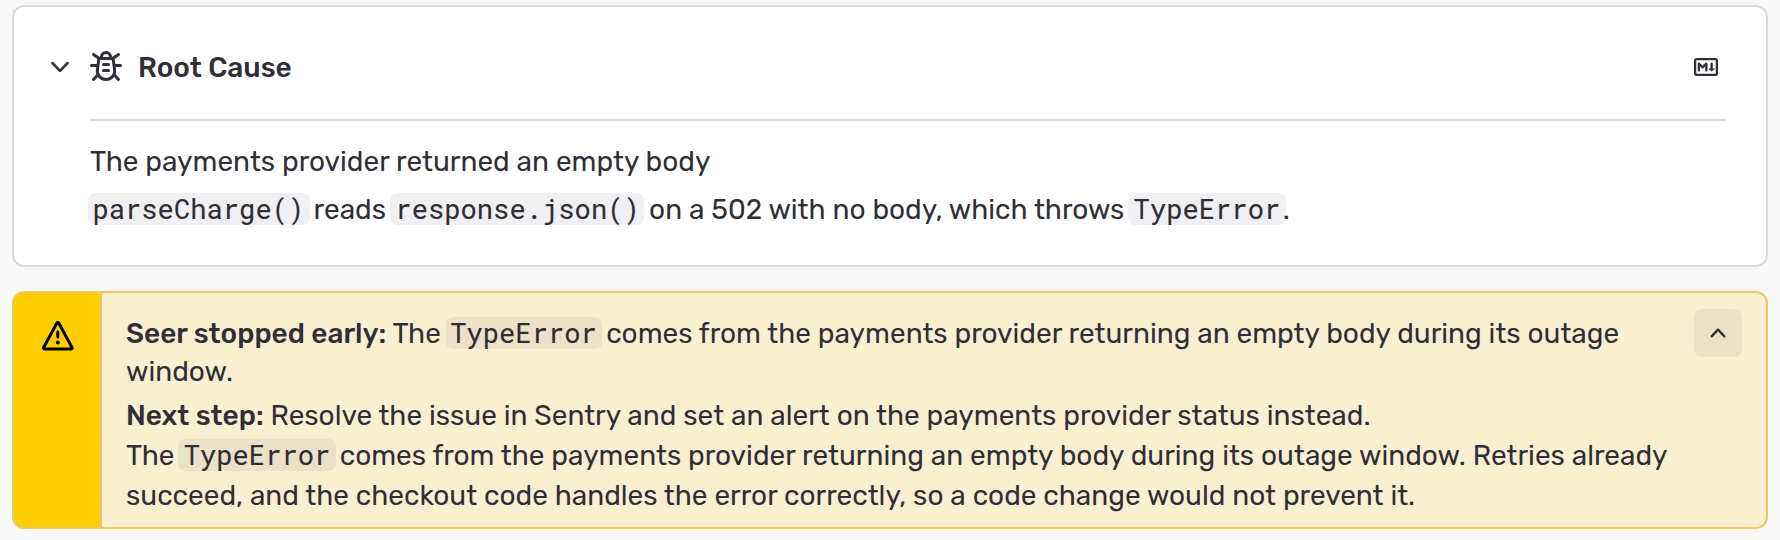 Root Cause
M↓
The payments provider returned an empty body
parseCharge() reads response.json() on a 502 with no body, which throws TypeError.
Seer stopped early: The TypeError comes from the payments provider returning an empty body during its outage
window.
Next step: Resolve the issue in Sentry and set an alert on the payments provider status instead.
The TypeError comes from the payments provider returning an empty body during its outage window. Retries already
succeed, and the checkout code handles the error correctly, so a code change would not prevent it.